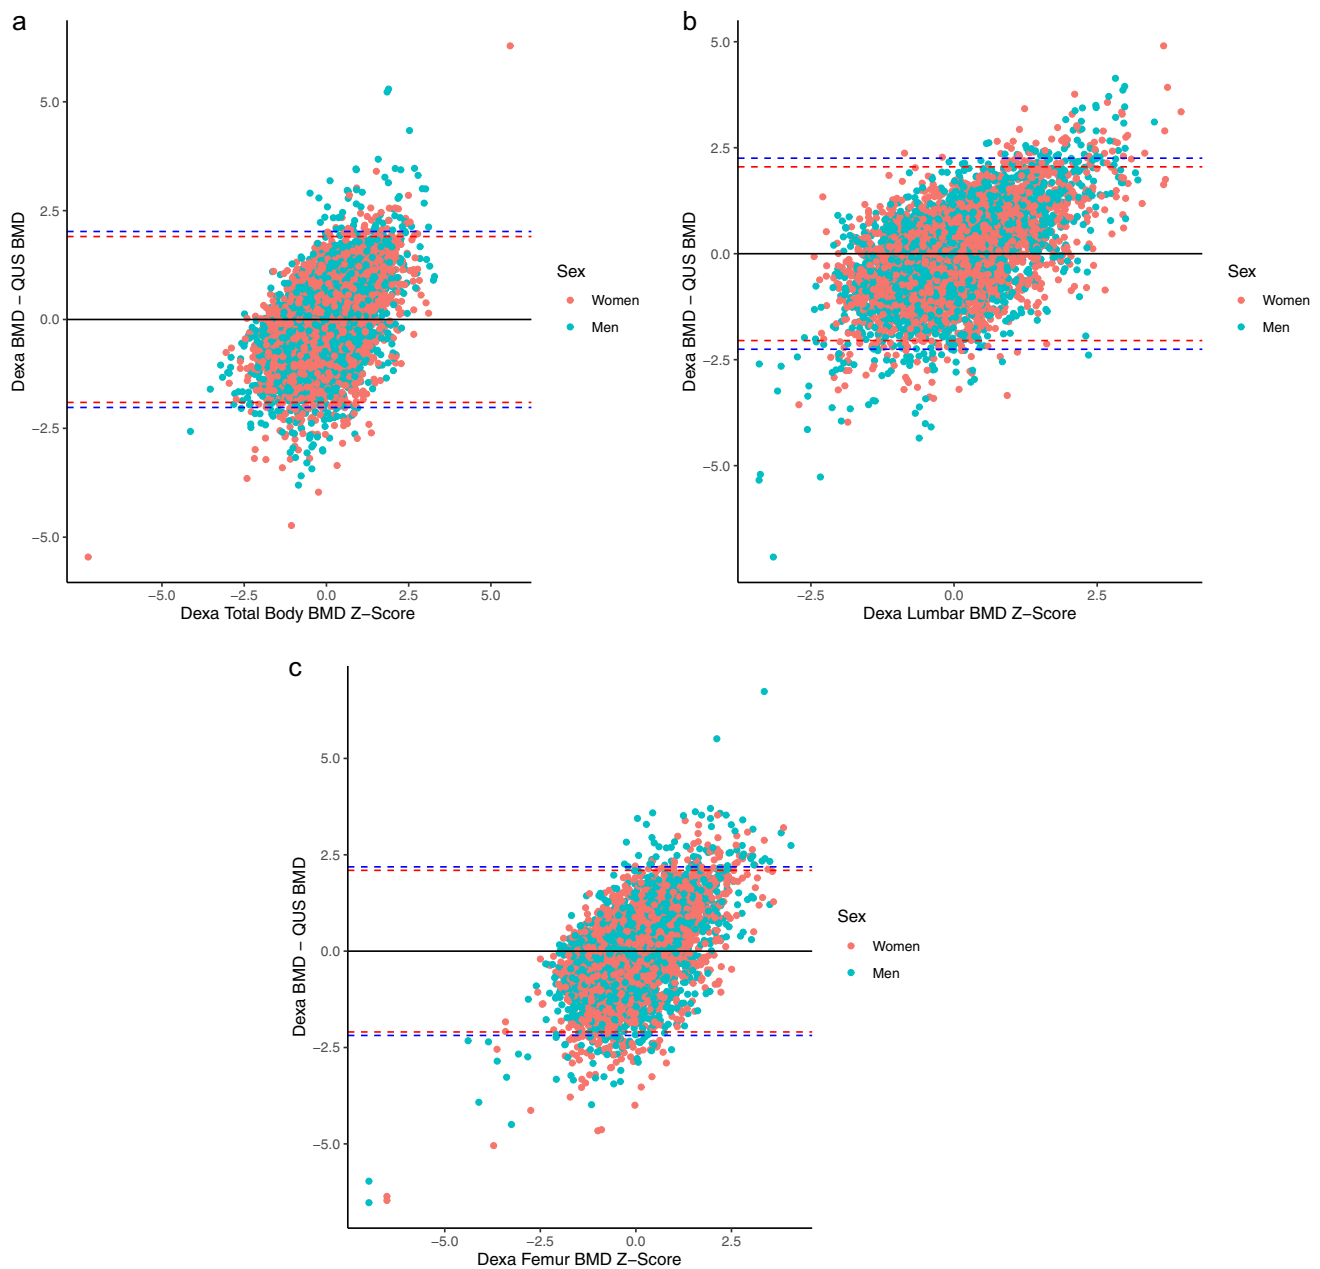 a
Dexa BMD − QUS BMD
5.0
2.5
0.0
−2.5
−5.0
−5.0
−2.5
0.0
2.5
5.0
Dexa Total Body BMD Z−Score
Sex
Women
Men
b
Dexa BMD − QUS BMD
5.0
2.5
0.0
−2.5
−5.0
−2.5
0.0
2.5
Dexa Lumbar BMD Z−Score
Sex
Women
Men
c
Dexa BMD − QUS BMD
5.0
2.5
0.0
−2.5
−5.0
−5.0
−2.5
0.0
2.5
Dexa Femur BMD Z−Score
Sex
Women
Men